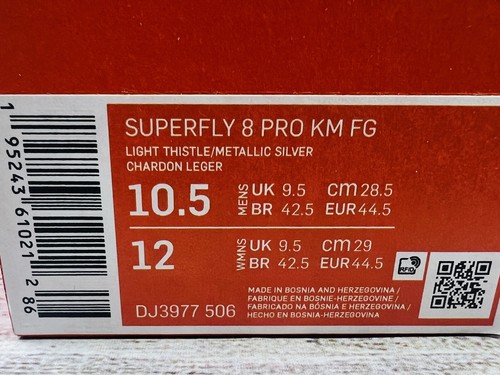 SUPERFLY 8 PRO KM FG
LIGHT THISTLE/METALLIC SILVER
CHARDON LEGER
10.5 MENS UK 9.5 cm 28.5
BR 42.5 EUR 44.5
12 WMNS UK 9.5 cm 29
BR 42.5 EUR 44.5
RFID
DJ3977 506
MADE IN BOSNIA AND HERZEGOVINA /
FABRIQUE EN BOSNIE-HERZEGOVINE /
FABRICADO NA BÓSNIA E HERZEGOVINA /
HECHO EN BOSNIA-HERZEGOVINA
1 95243 61021 2 86